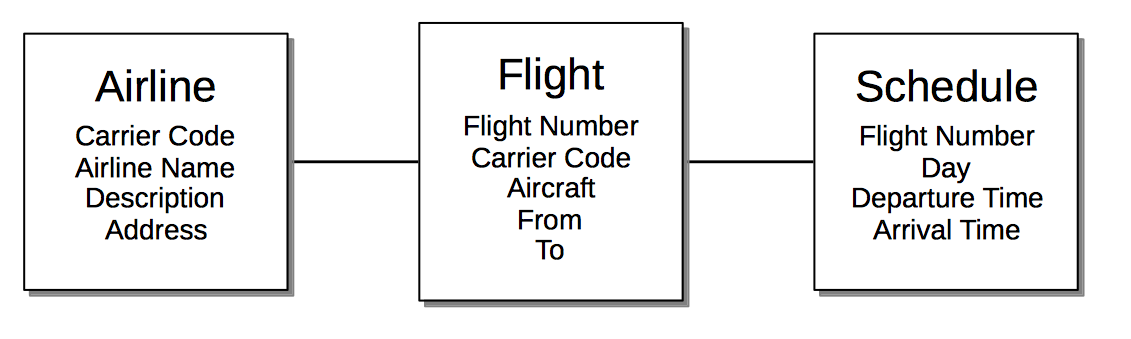 Airline
Carrier Code
Airline Name
Description
Address
Flight
Flight Number
Carrier Code
Aircraft
From
To
Schedule
Flight Number
Day
Departure Time
Arrival Time